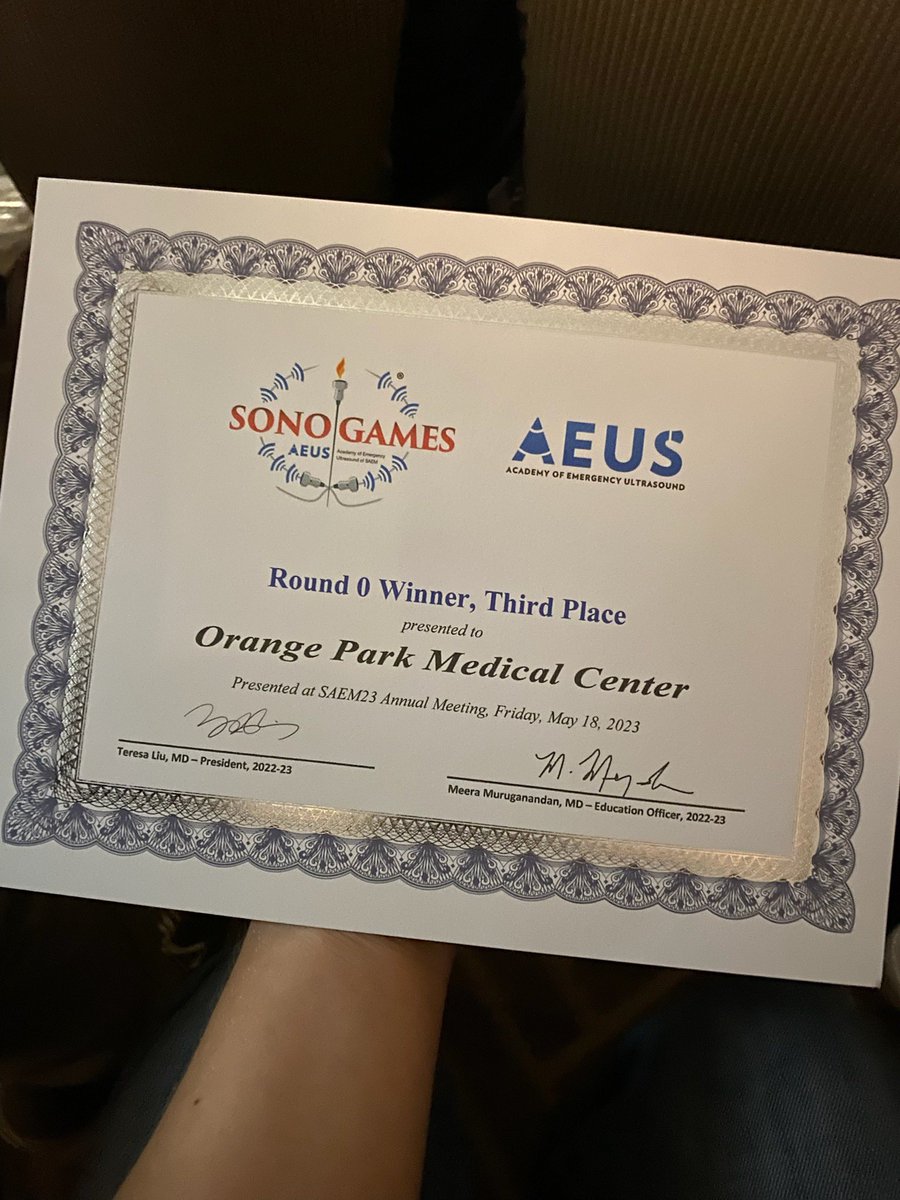 SONO GAMES ®
AEUS Academy of Emergency
Ultrasound of SAEM
AEUS
ACADEMY OF EMERGENCY ULTRASOUND
Round 0 Winner, Third Place
presented to
Orange Park Medical Center
Presented at SAEM23 Annual Meeting, Friday, May 18, 2023
Teresa Liu, MD – President, 2022-23
Meera Muruganandan, MD – Education Officer, 2022-23